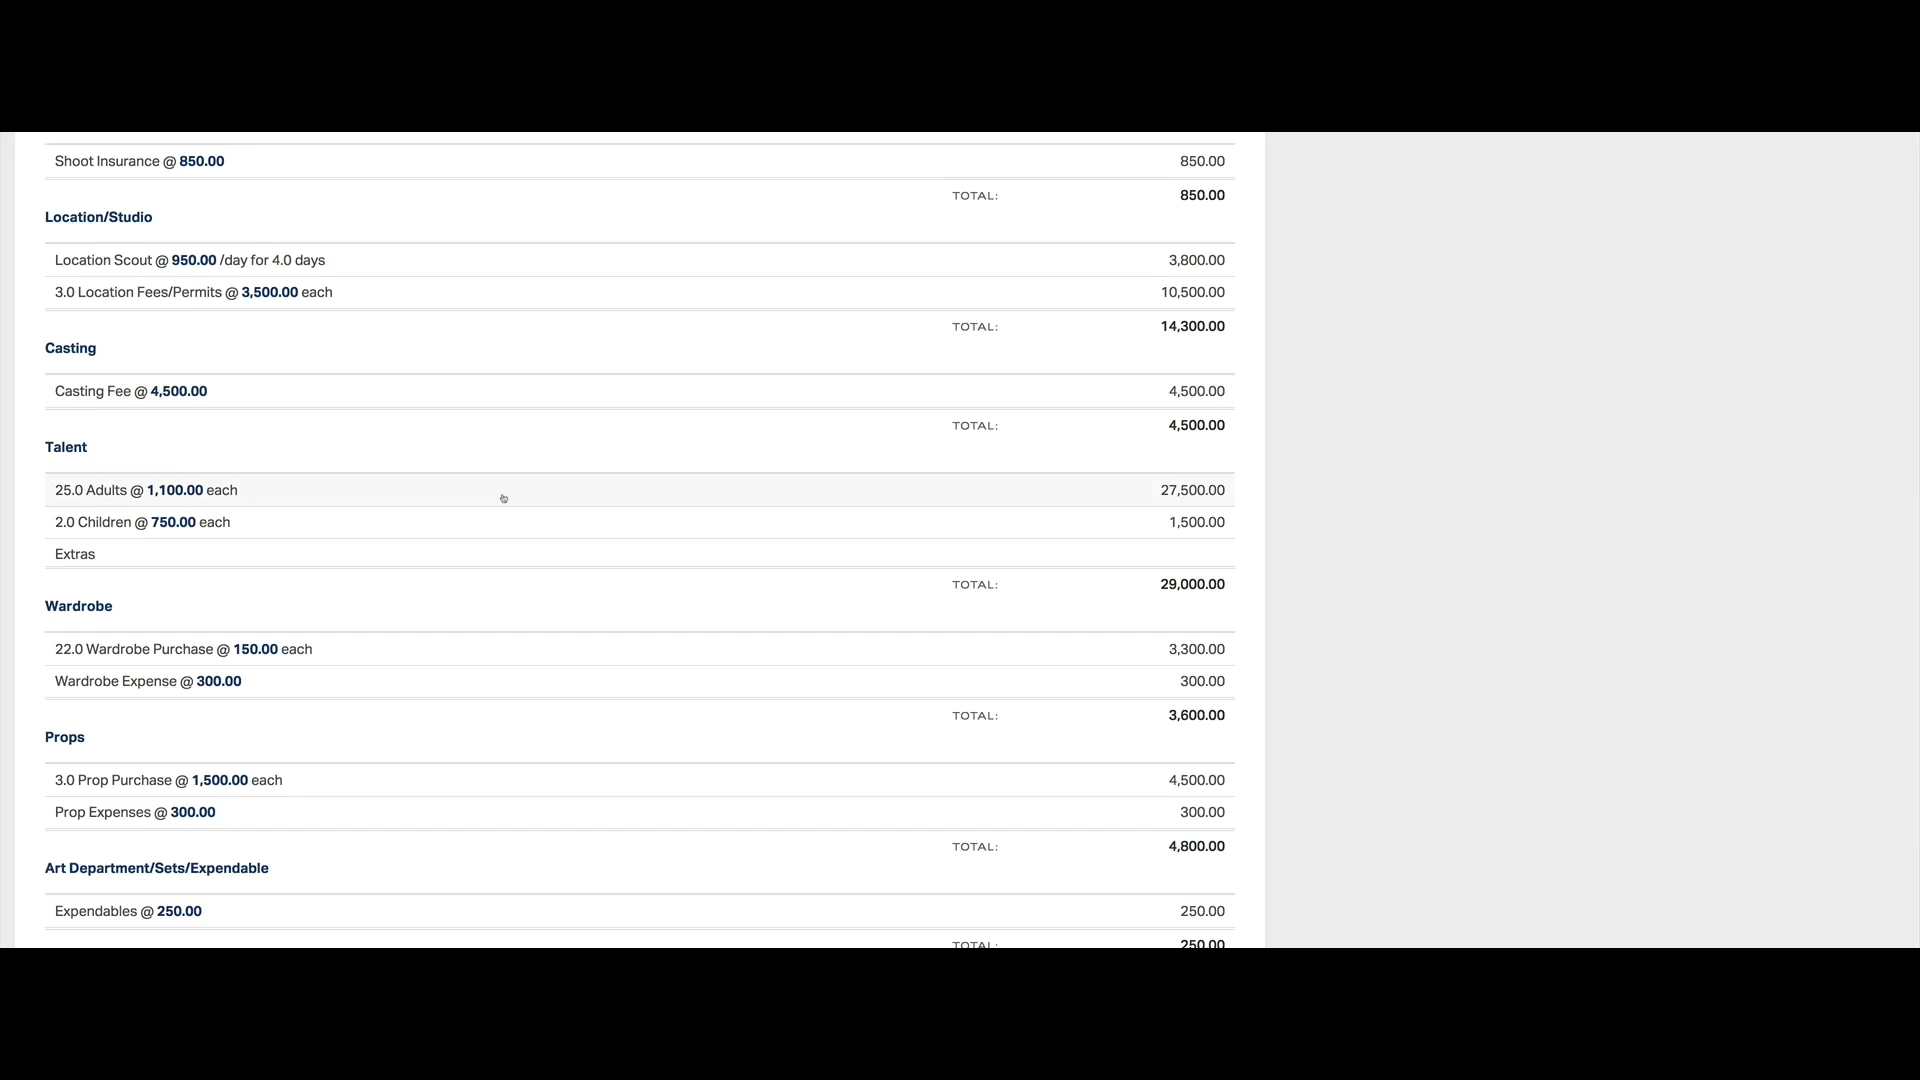 Shoot Insurance @ 850.00 850.00
TOTAL: 850.00
Location/Studio
Location Scout @ 950.00 /day for 4.0 days 3,800.00
3.0 Location Fees/Permits @ 3,500.00 each 10,500.00
TOTAL: 14,300.00
Casting
Casting Fee @ 4,500.00 4,500.00
TOTAL: 4,500.00
Talent
25.0 Adults @ 1,100.00 each 27,500.00
2.0 Children @ 750.00 each 1,500.00
Extras
TOTAL: 29,000.00
Wardrobe
22.0 Wardrobe Purchase @ 150.00 each 3,300.00
Wardrobe Expense @ 300.00 300.00
TOTAL: 3,600.00
Props
3.0 Prop Purchase @ 1,500.00 each 4,500.00
Prop Expenses @ 300.00 300.00
TOTAL: 4,800.00
Art Department/Sets/Expendable
Expendables @ 250.00 250.00
TOTAL: 250.00